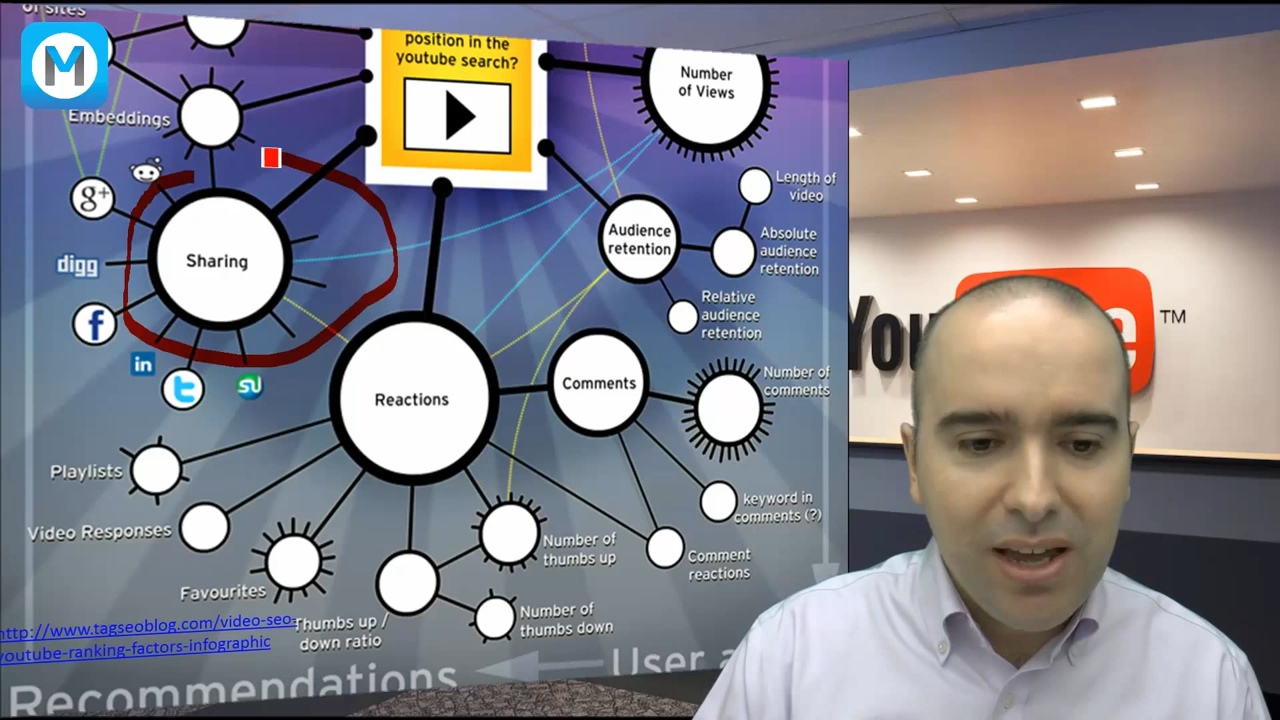 of sites
M
position in the
youtube search?
Number
of Views
Embeddings
g+
Length of
video
Audience
retention
Absolute
audience
retention
Sharing
digg
Relative
audience
retention
f
You
e
TM
in
Comments
Number of
comments
Reactions
Playlists
keyword in
comments (?)
Video Responses
Number of
thumbs up
Comment
reactions
Favourites
Thumbs up /
down ratio
Number of
thumbs down
http://www.tagseoblog.com/video-seo-
youtube-ranking-factors-infographic
Recommendations
User